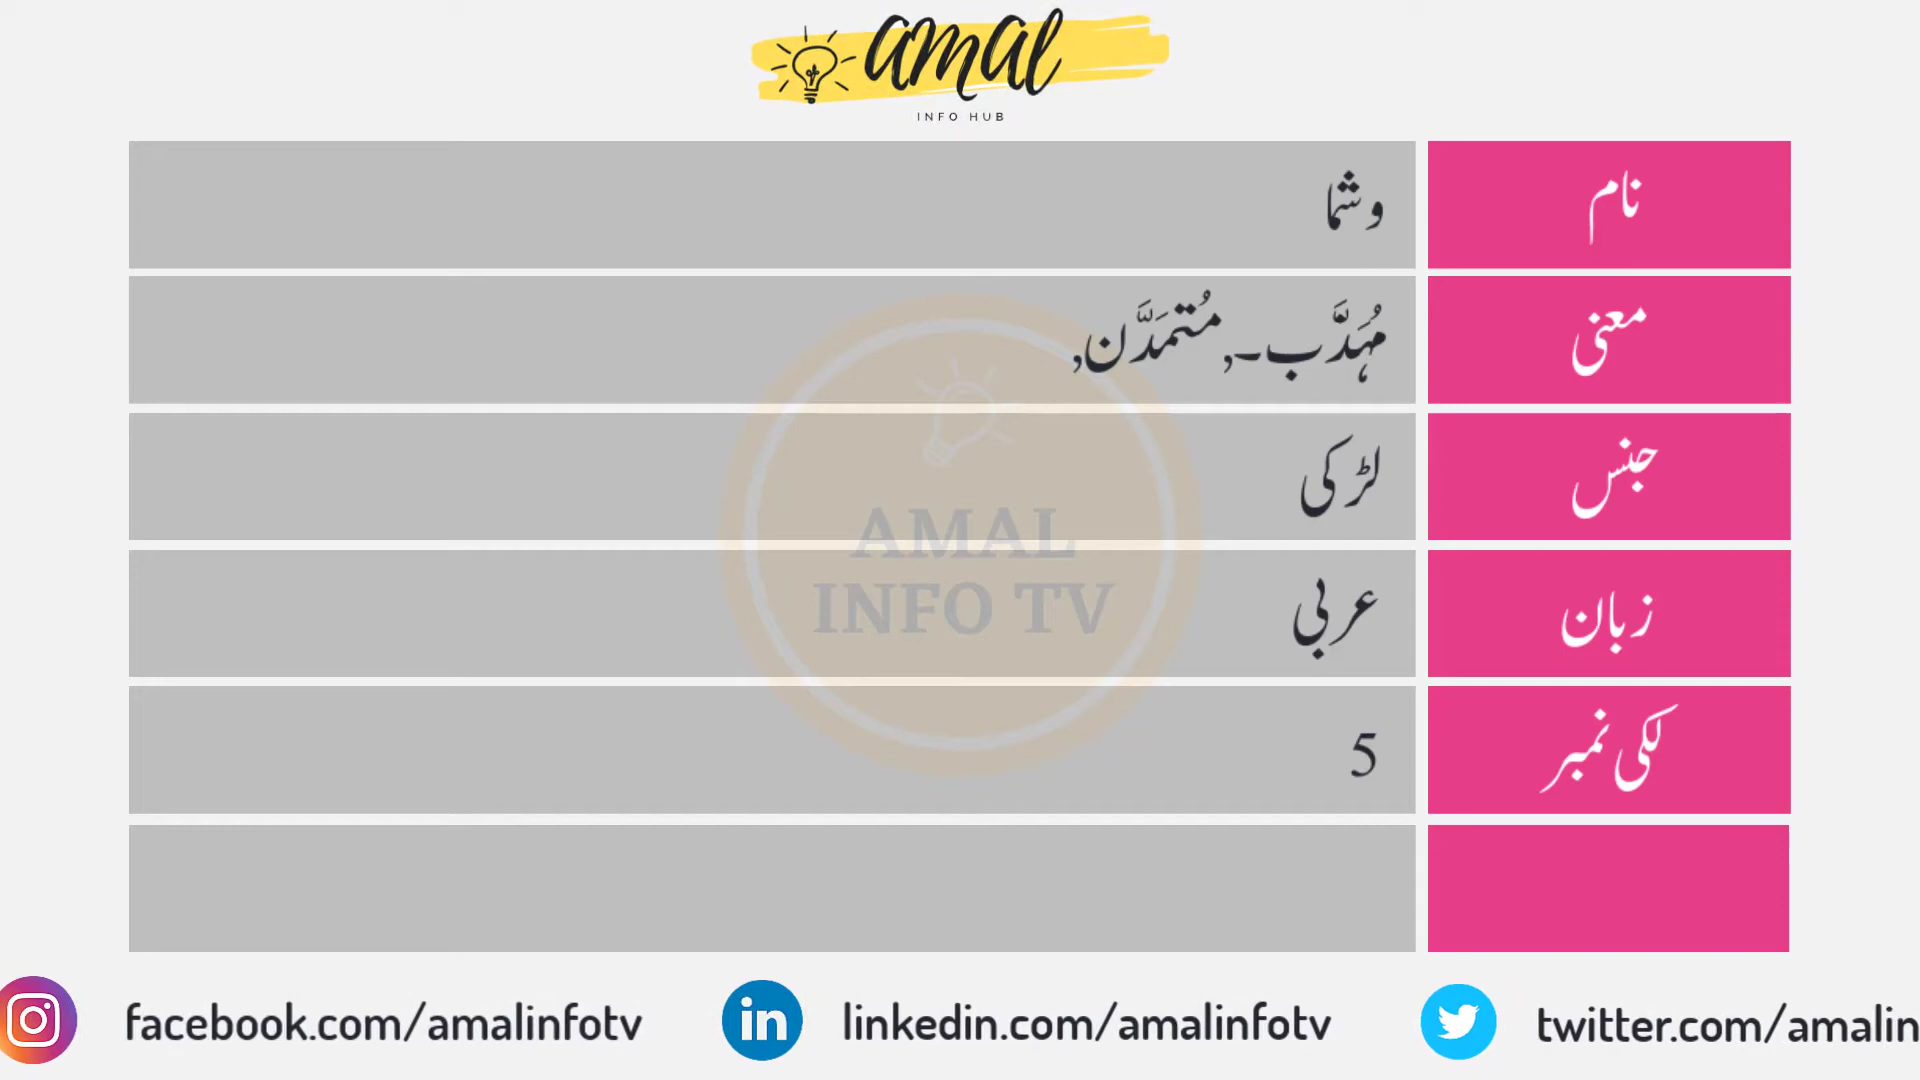 amal
INFO HUB
نام وشما
معنی مُہَذَّب۔, مُتمَدَّن,
جنس لڑکی
زبان عربی
لکی نمبر 5
AMAL
INFO TV
facebook.com/amalinfotv in linkedin.com/amalinfotv twitter.com/amalin